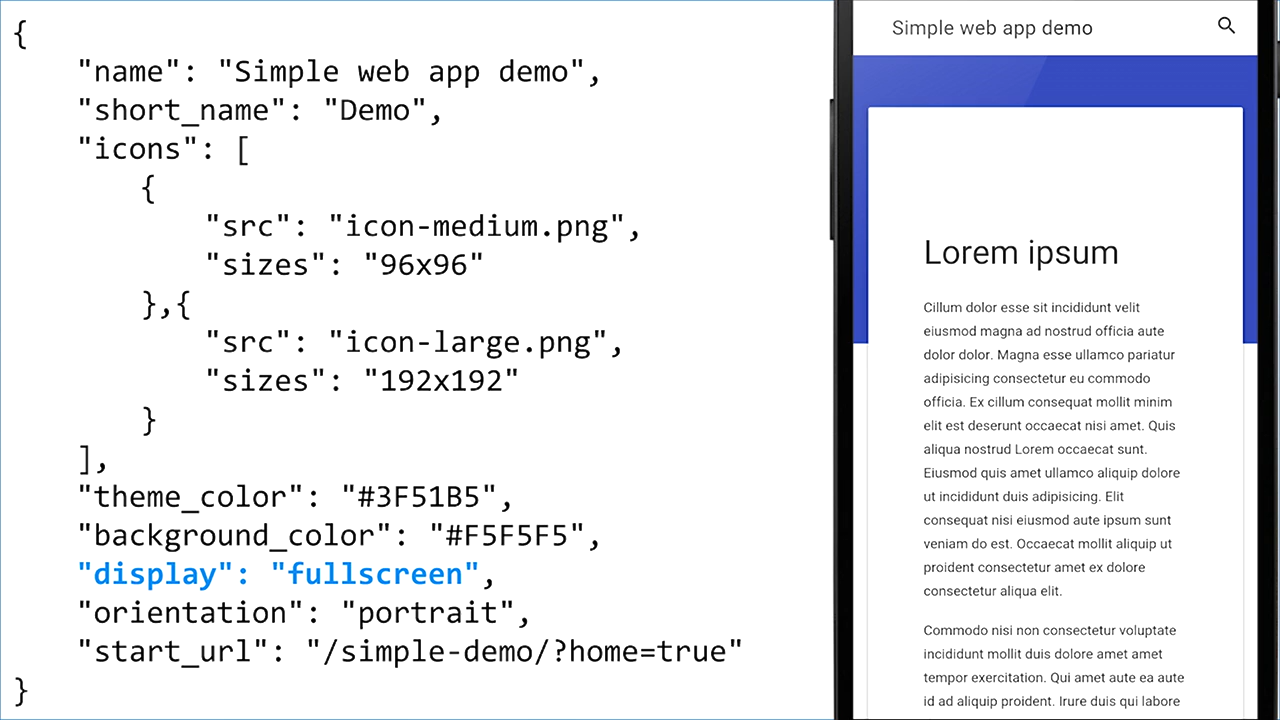 {
"name": "Simple web app demo",
"short_name": "Demo",
"icons": [
{
"src": "icon-medium.png",
"sizes": "96x96"
},{
"src": "icon-large.png",
"sizes": "192x192"
}
],
"theme_color": "#3F51B5",
"background_color": "#F5F5F5",
"display": "fullscreen",
"orientation": "portrait",
"start_url": "/simple-demo/?home=true"
}
Simple web app demo
Lorem ipsum
Cillum dolor esse sit incididunt velit
eiusmod magna ad nostrud officia aute
dolor dolor. Magna esse ullamco pariatur
adipisicing consectetur eu commodo
officia. Ex cillum consequat mollit minim
elit est deserunt occaecat nisi amet. Quis
aliqua nostrud Lorem occaecat sunt.
Eiusmod quis amet ullamco aliquip dolore
ut incididunt duis adipisicing. Elit
consequat nisi eiusmod aute ipsum sunt
veniam do est. Occaecat mollit aliquip ut
proident consectetur amet ex dolore
consectetur aliqua elit.
Commodo nisi non consectetur voluptate
incididunt mollit duis dolore amet amet
tempor exercitation. Qui amet aute ea aute
id ad aliquip proident. Irure duis qui labore